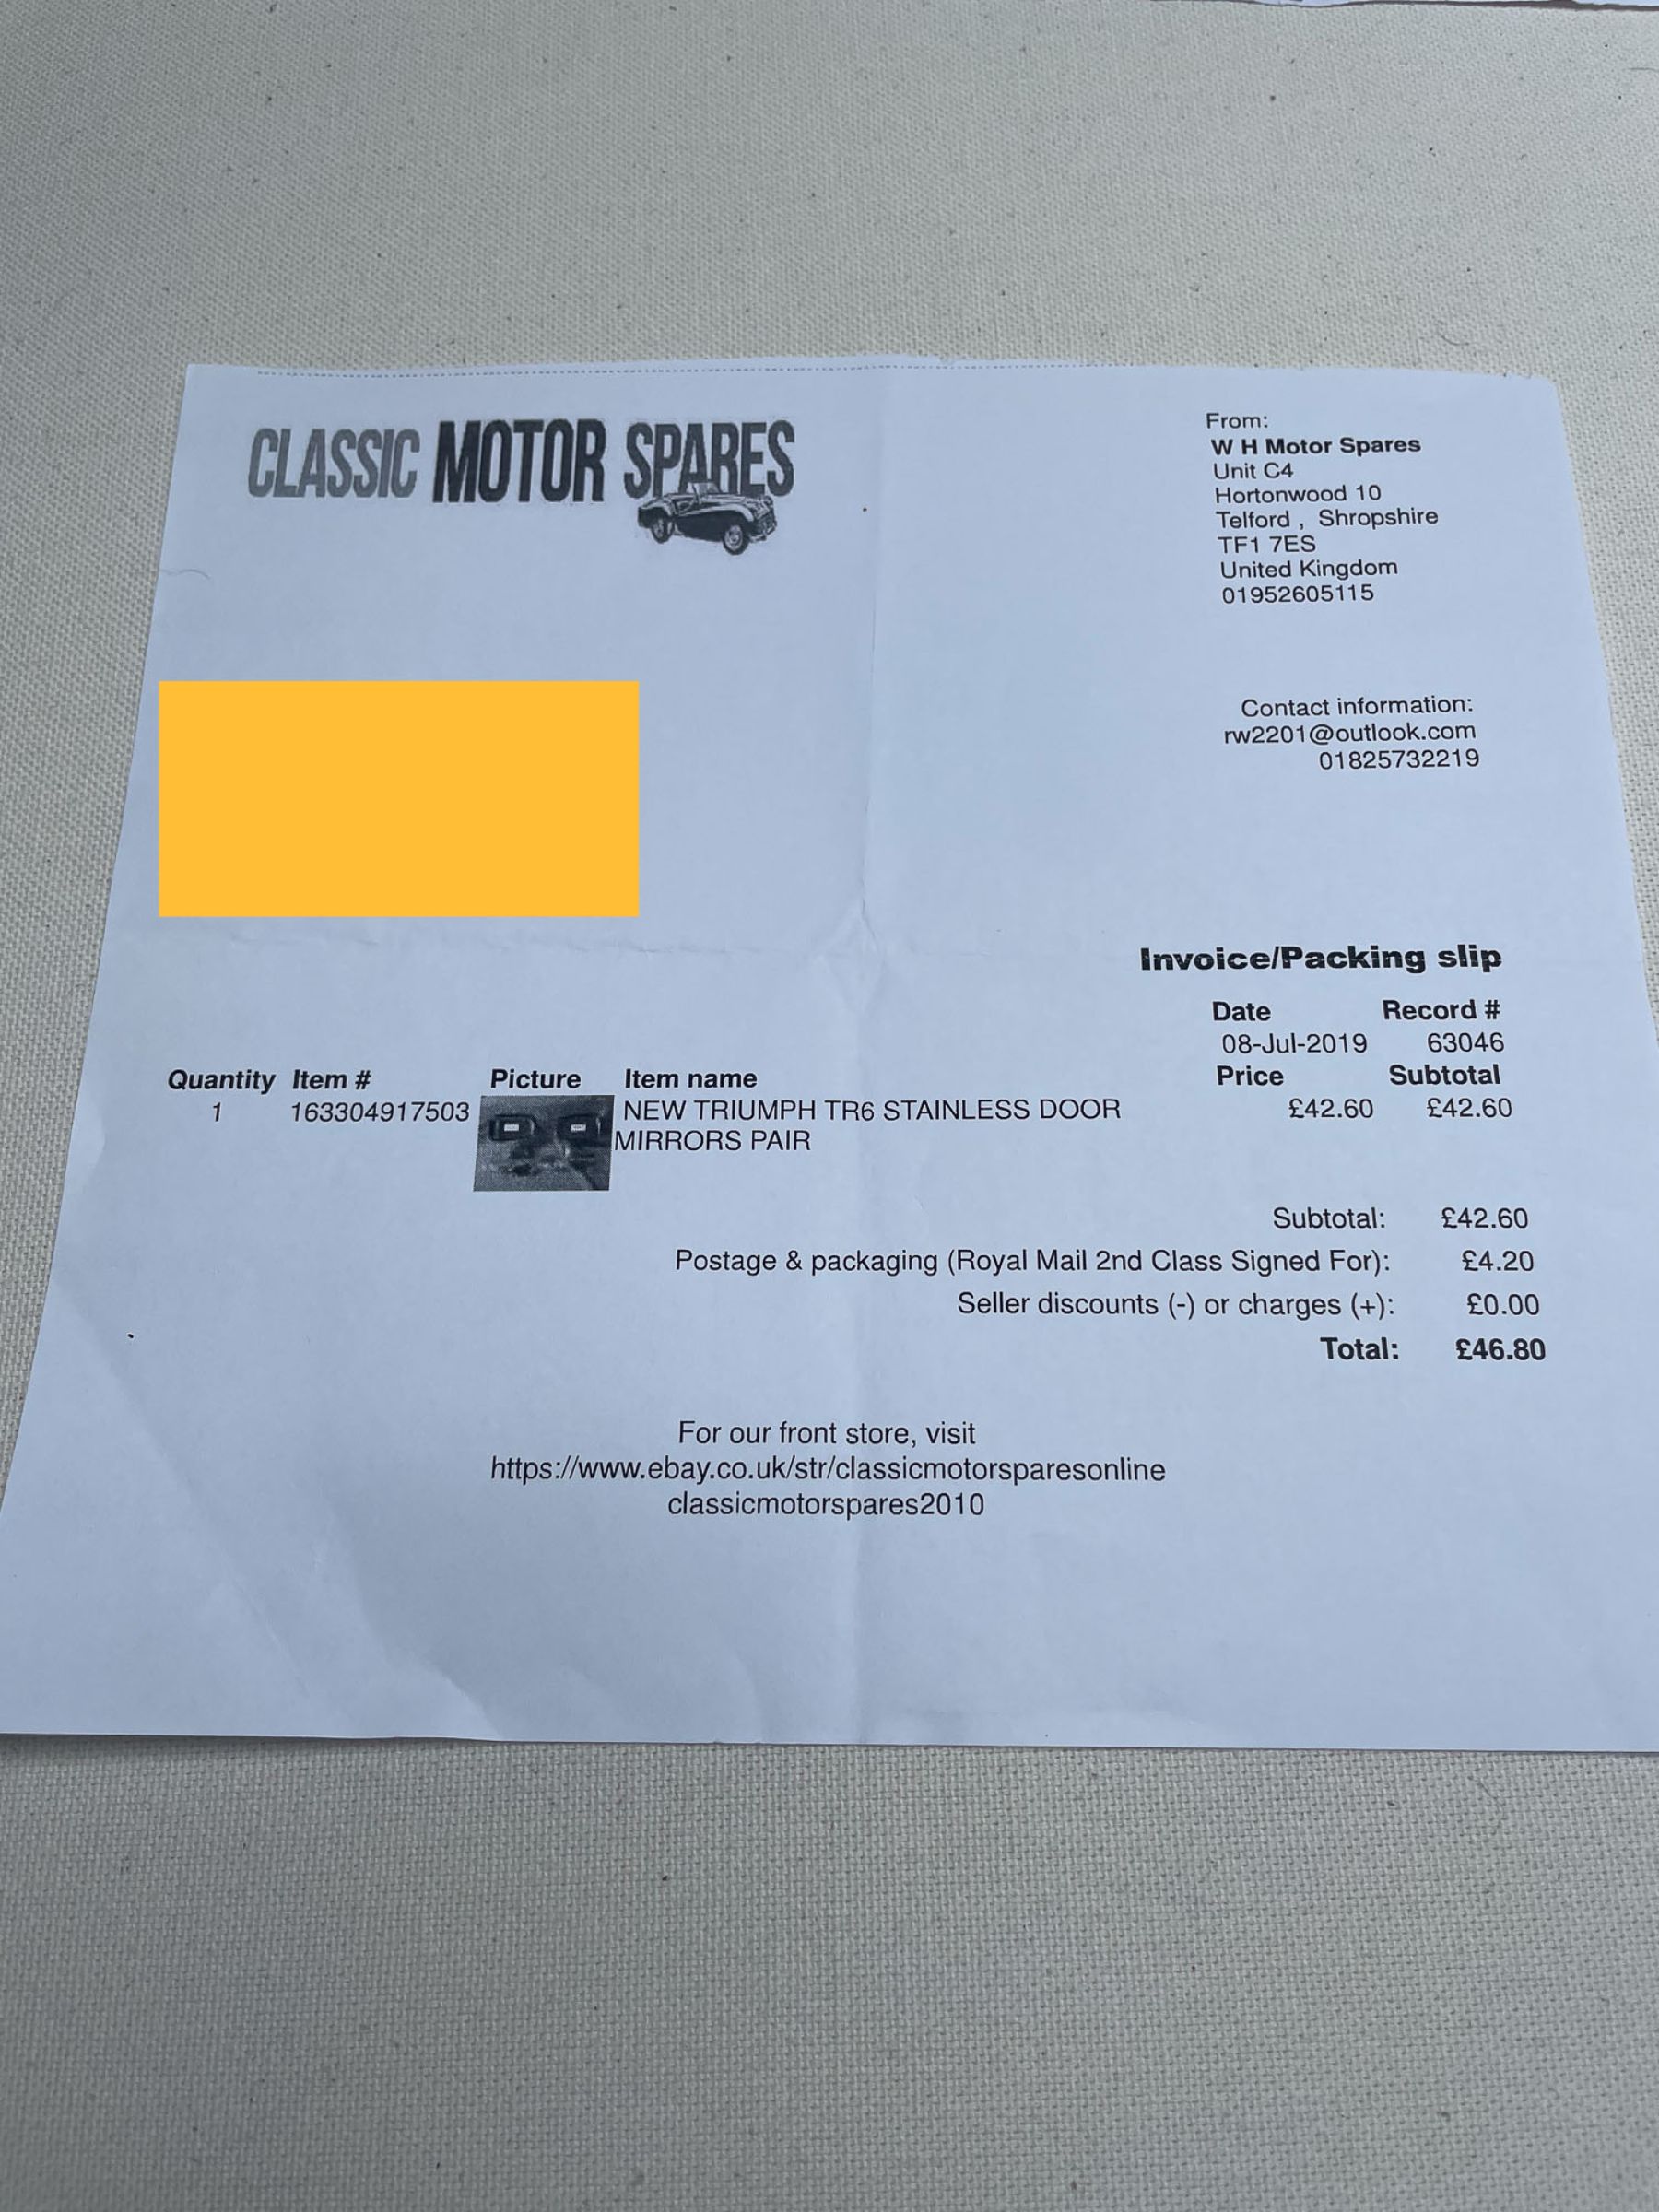 CLASSIC MOTOR SPARES
From:
W H Motor Spares
Unit C4
Hortonwood 10
Telford , Shropshire
TF1 7ES
United Kingdom
01952605115
Contact information:
rw2201@outlook.com
01825732219
Invoice/Packing slip
Date Record #
08-Jul-2019 63046
Quantity Item # Picture Item name Price Subtotal
1 163304917503 NEW TRIUMPH TR6 STAINLESS DOOR £42.60 £42.60
MIRRORS PAIR
Subtotal: £42.60
Postage & packaging (Royal Mail 2nd Class Signed For): £4.20
Seller discounts (-) or charges (+): £0.00
Total: £46.80
For our front store, visit
https://www.ebay.co.uk/str/classicmotorsparesonline
classicmotorspares2010